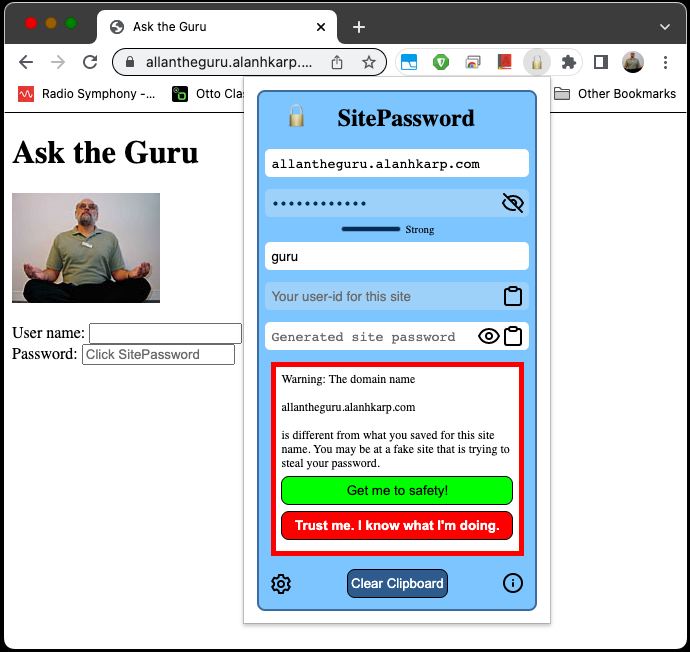 Ask the Guru
allantheguru.alanhkarp....
Radio Symphony -...
Otto Cla
Other Bookmarks
Ask the Guru
User name:
Password: Click SitePassword
SitePassword
allantheguru.alanhkarp.com
Strong
guru
Your user-id for this site
Generated site password
Warning: The domain name
allantheguru.alanhkarp.com
is different from what you saved for this site
name. You may be at a fake site that is trying to
steal your password.
Get me to safety!
Trust me. I know what I'm doing.
Clear Clipboard